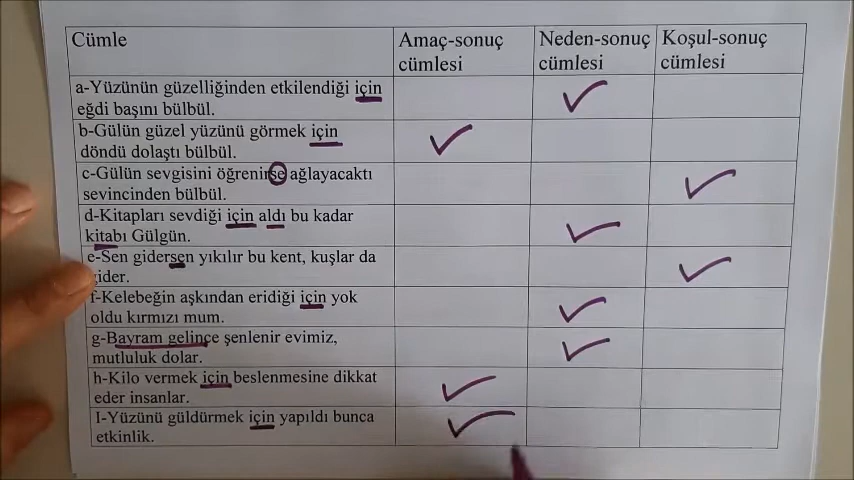 Cümle Amaç-sonuç Neden-sonuç Koşul-sonuç
cümlesi cümlesi cümlesi
a-Yüzünün güzelliğinden etkilendiği için
eğdi başını bülbül.
b-Gülün güzel yüzünü görmek için
döndü dolaştı bülbül.
c-Gülün sevgisini öğrenirse ağlayacaktı
sevincinden bülbül.
d-Kitapları sevdiği için aldı bu kadar
kitabı Gülgün.
e-Sen gidersen yıkılır bu kent, kuşlar da
gider.
f-Kelebeğin aşkından eridiği için yok
oldu kırmızı mum.
g-Bayram gelince şenlenir evimiz,
mutluluk dolar.
h-Kilo vermek için beslenmesine dikkat
eder insanlar.
I-Yüzünü güldürmek için yapıldı bunca
etkinlik.